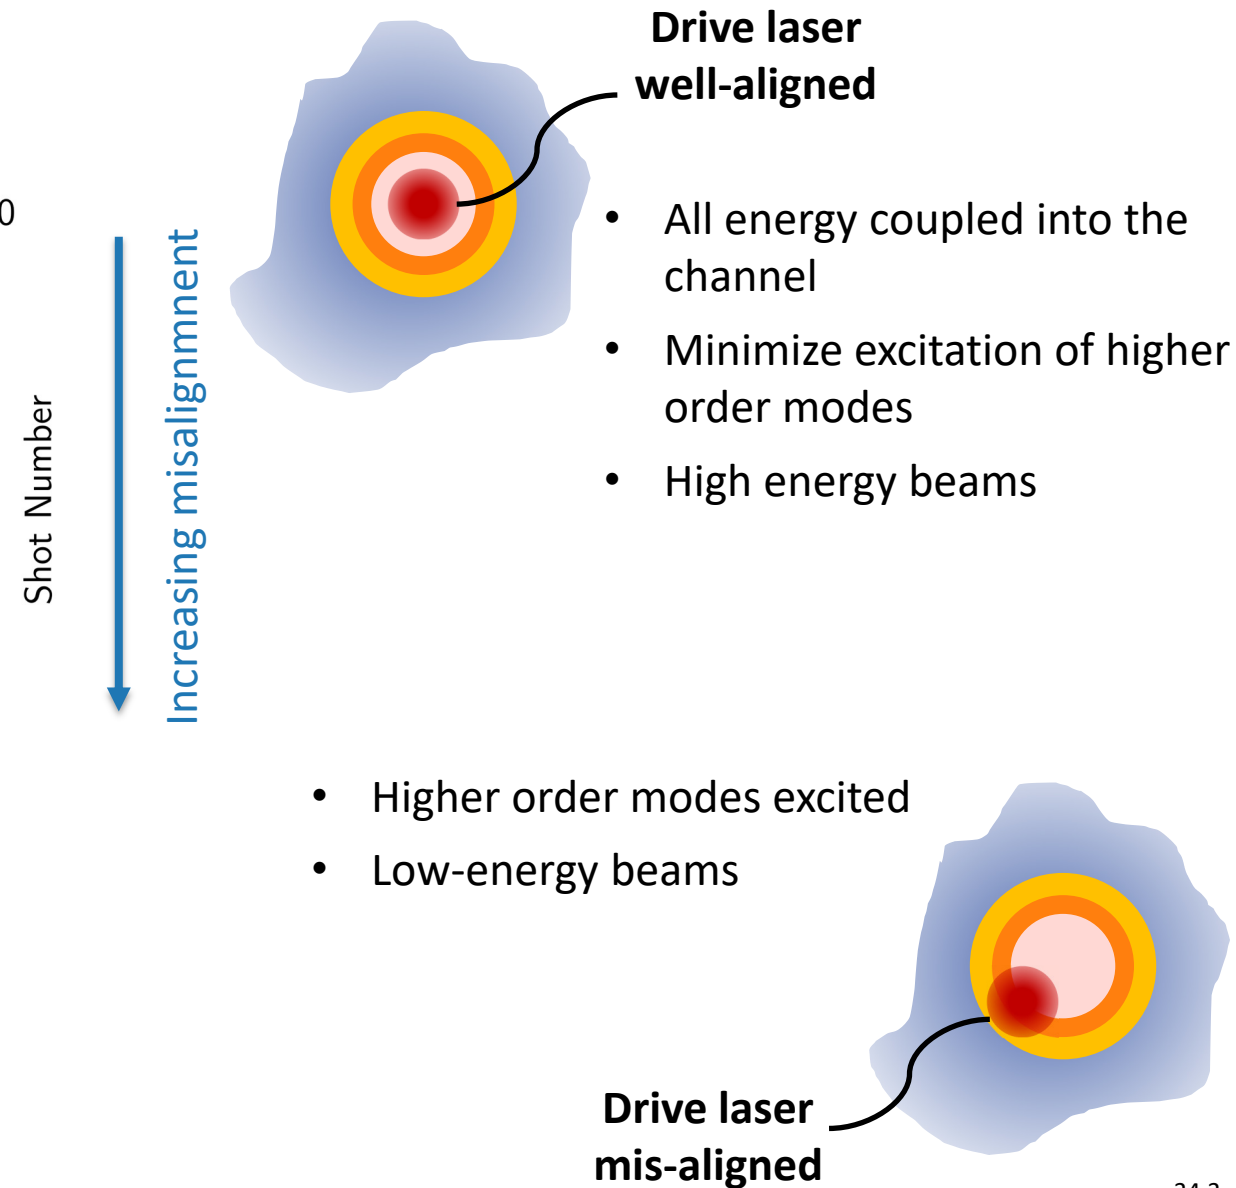 Drive laser
well-aligned
0
• All energy coupled into the
channel
• Minimize excitation of higher
order modes
• High energy beams
Shot Number
Increasing misalignmnent
• Higher order modes excited
• Low-energy beams
Drive laser
mis-aligned